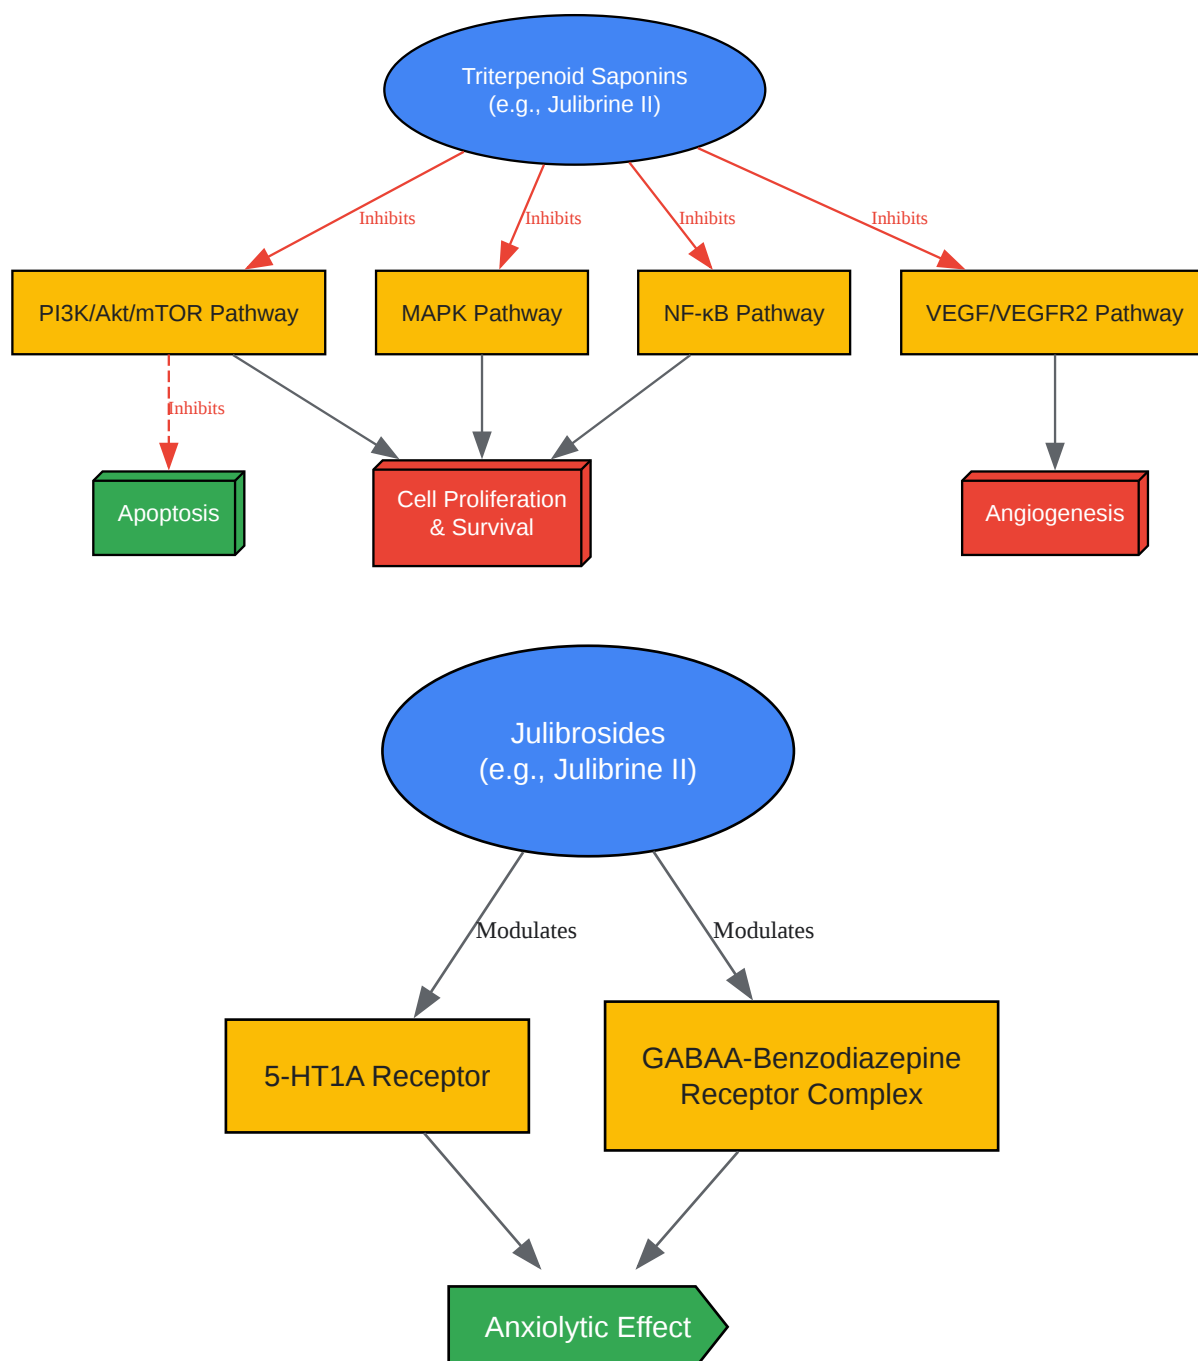 Triterpenoid Saponins
(e.g., Julibrine II)
Inhibits
Inhibits
Inhibits
Inhibits
PI3K/Akt/mTOR Pathway
MAPK Pathway
NF-κB Pathway
VEGF/VEGFR2 Pathway
Inhibits
Apoptosis
Cell Proliferation
& Survival
Angiogenesis
Julibrosides
(e.g., Julibrine II)
Modulates
Modulates
5-HT1A Receptor
GABAA-Benzodiazepine
Receptor Complex
Anxiolytic Effect